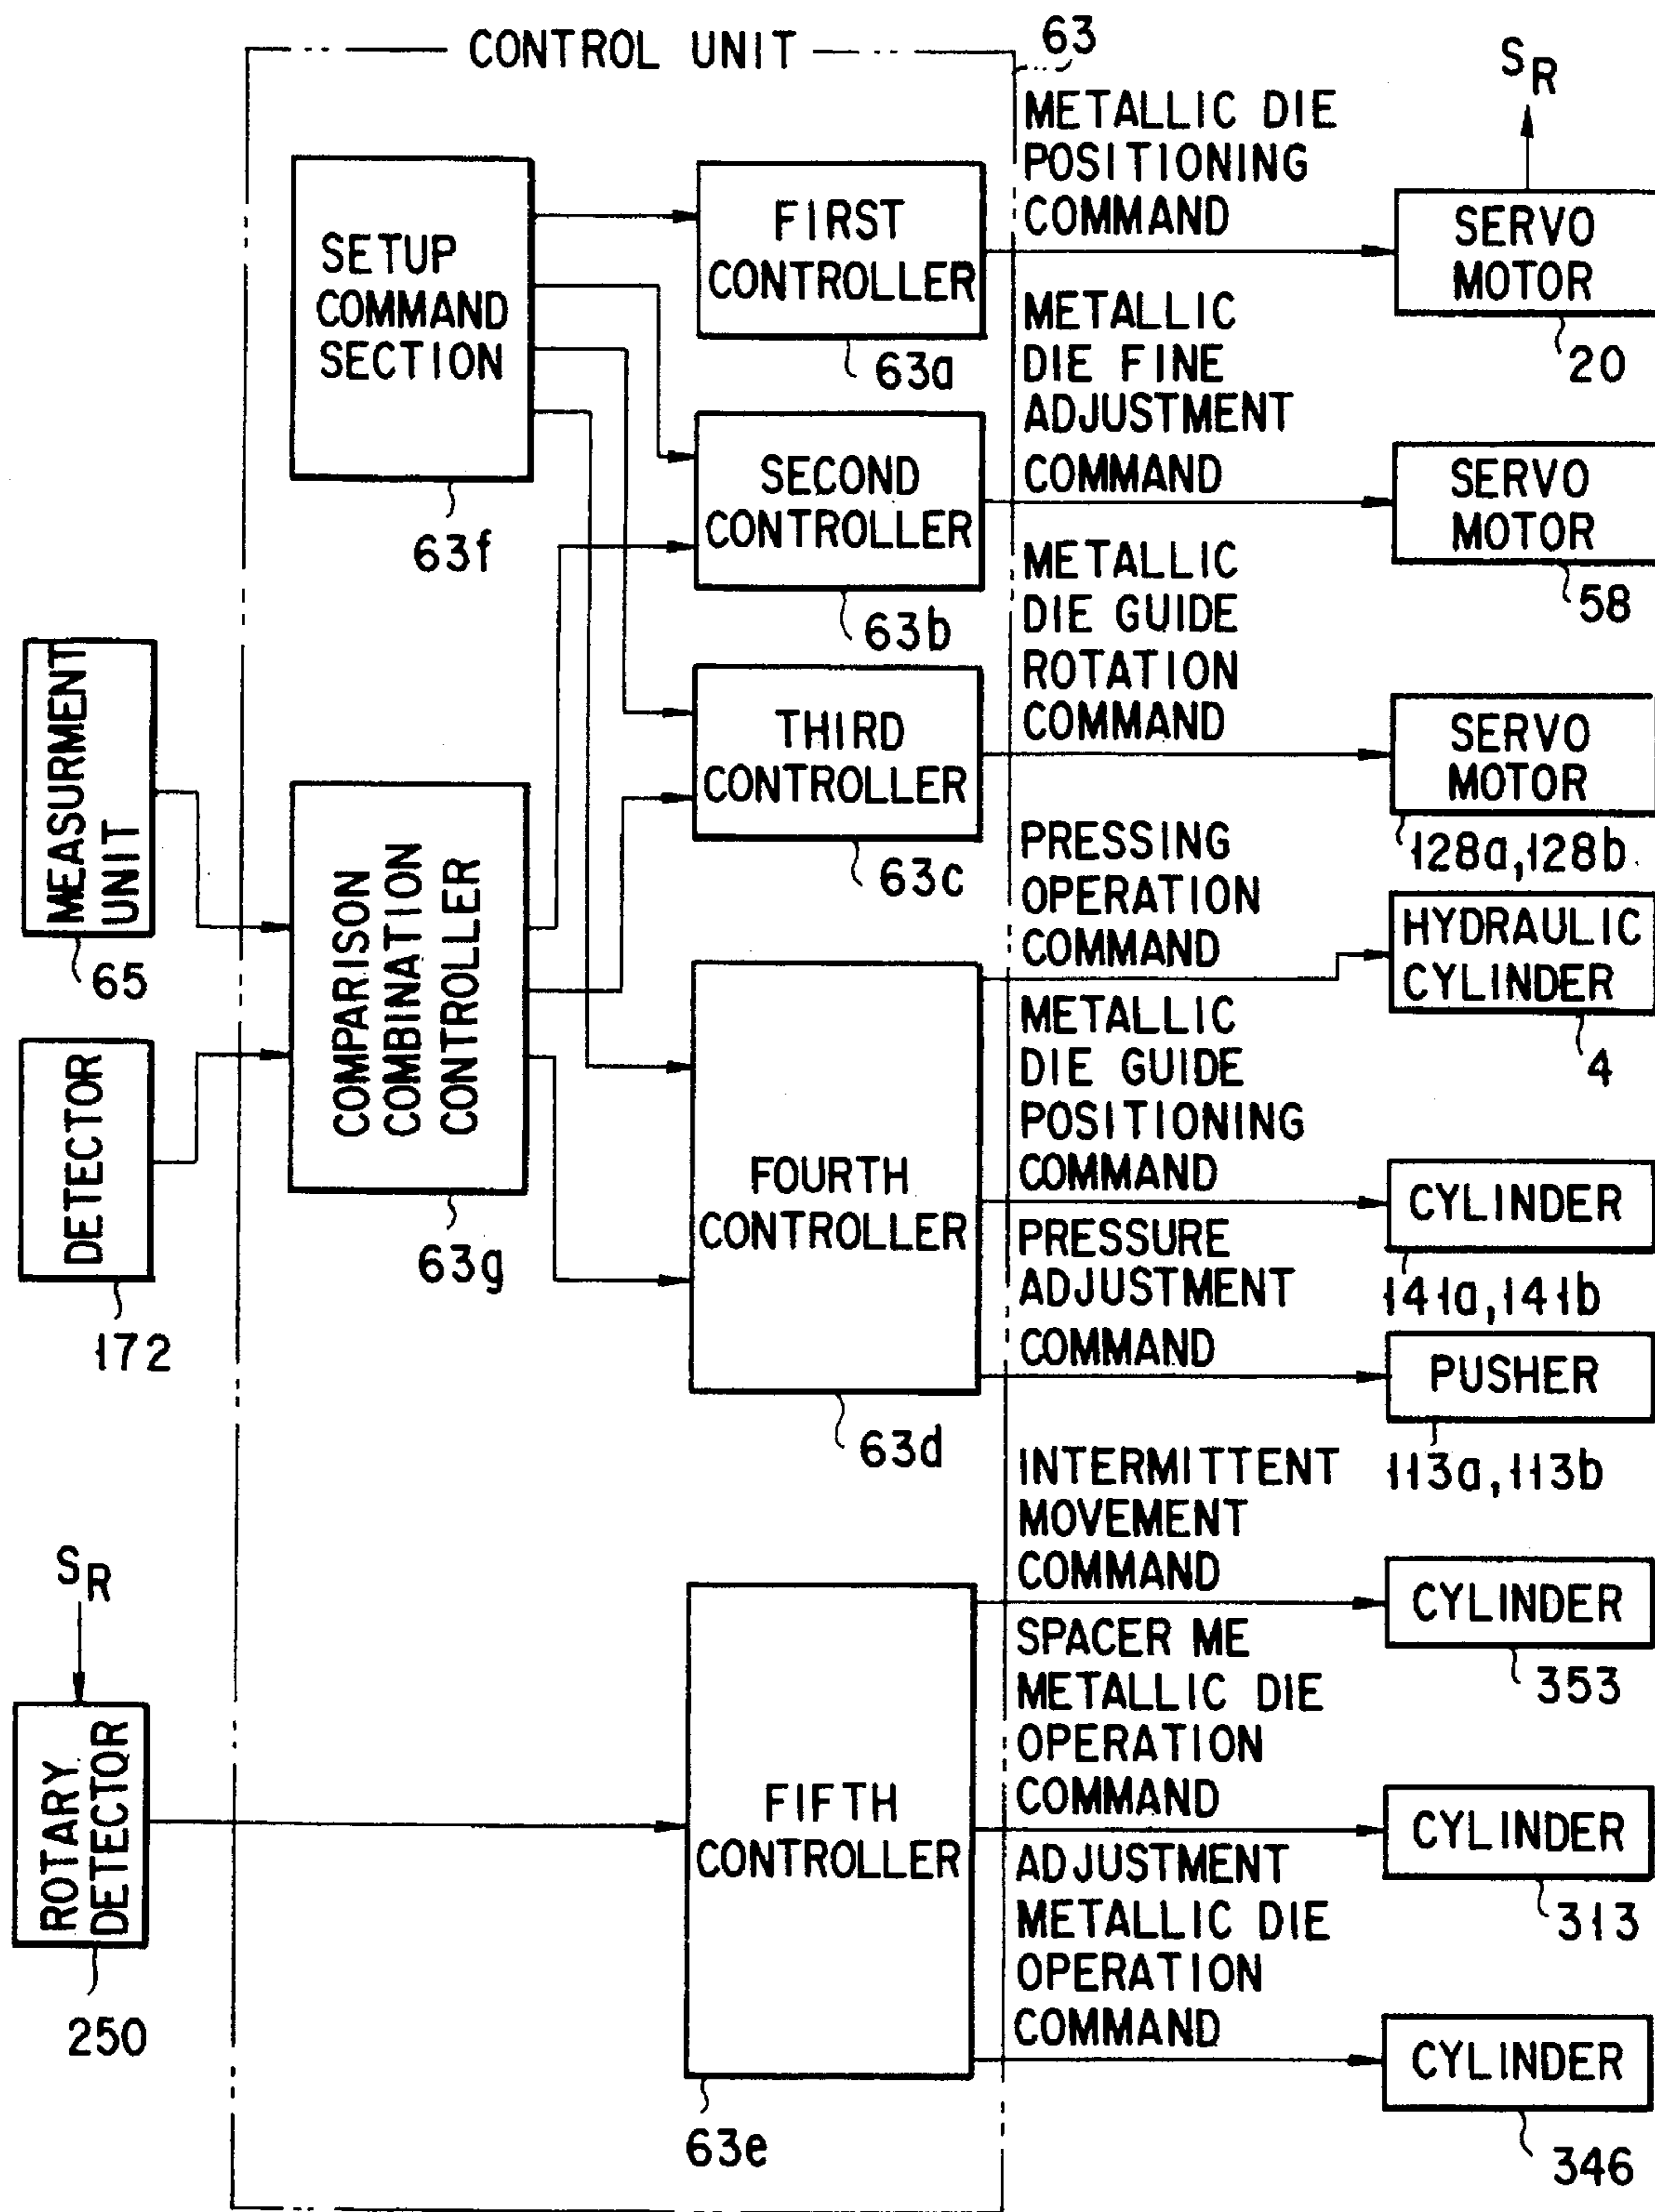 CONTROL UNIT
63
SR
METALLIC DIE
POSITIONING
COMMAND
SETUP
COMMAND
SECTION
63f
FIRST
CONTROLLER
63a
SERVO
MOTOR
20
METALLIC
DIE FINE
ADJUSTMENT
COMMAND
SECOND
CONTROLLER
63b
SERVO
MOTOR
58
METALLIC
DIE GUIDE
ROTATION
COMMAND
MEASURMENT
UNIT
65
THIRD
CONTROLLER
63c
SERVO
MOTOR
128a,128b
PRESSING
OPERATION
COMMAND
HYDRAULIC
CYLINDER
4
COMPARISON
COMBINATION
CONTROLLER
63g
DETECTOR
172
METALLIC
DIE GUIDE
POSITIONING
COMMAND
FOURTH
CONTROLLER
63d
CYLINDER
141a,141b
PRESSURE
ADJUSTMENT
COMMAND
PUSHER
113a,113b
INTERMITTENT
MOVEMENT
COMMAND
CYLINDER
353
SR
ROTARY
DETECTOR
250
SPACER ME
METALLIC DIE
OPERATION
COMMAND
FIFTH
CONTROLLER
63e
CYLINDER
313
ADJUSTMENT
METALLIC DIE
OPERATION
COMMAND
CYLINDER
346